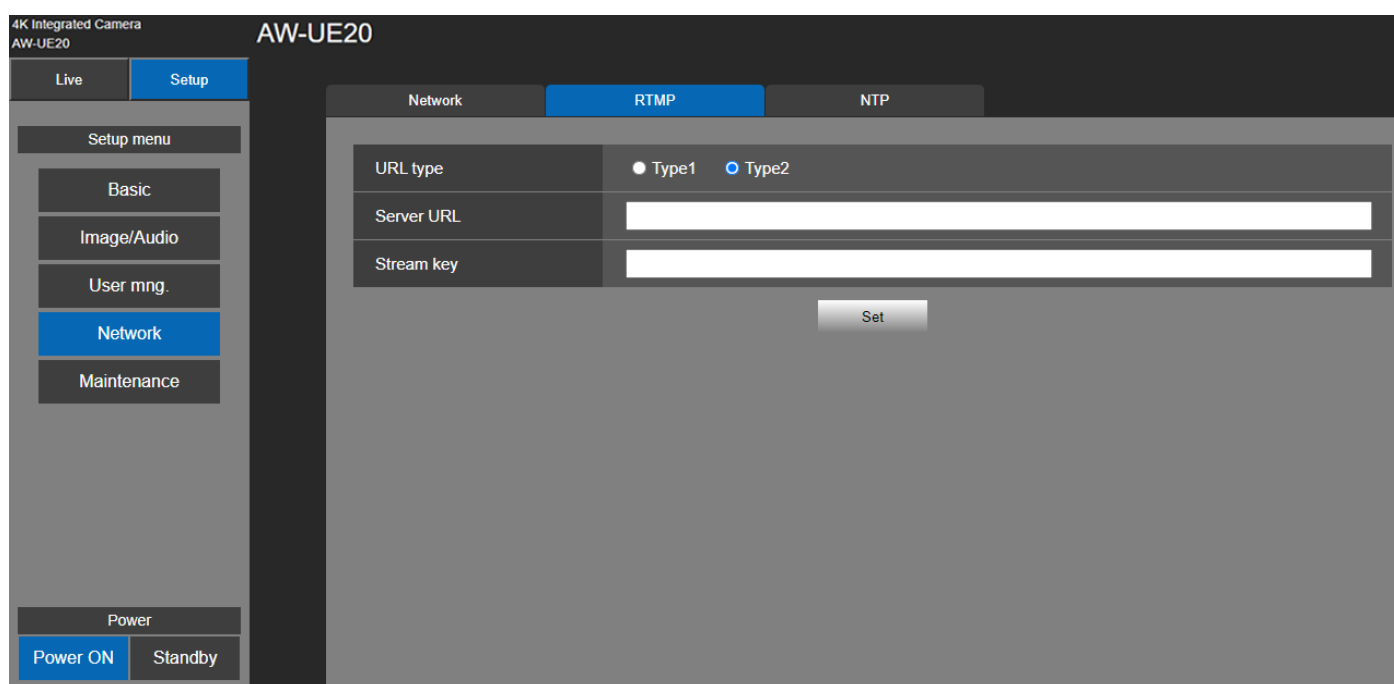 4K Integrated Camera
AW-UE20
AW-UE20
Live Setup
Network RTMP NTP
Setup menu
Basic
Image/Audio
User mng.
Network
Maintenance
URL type Type1 Type2
Server URL
Stream key
Set
Power
Power ON Standby